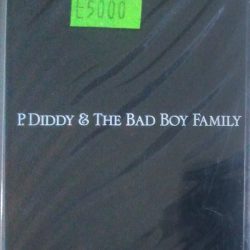 £5000
P. DIDDY & THE BAD BOY FAMILY